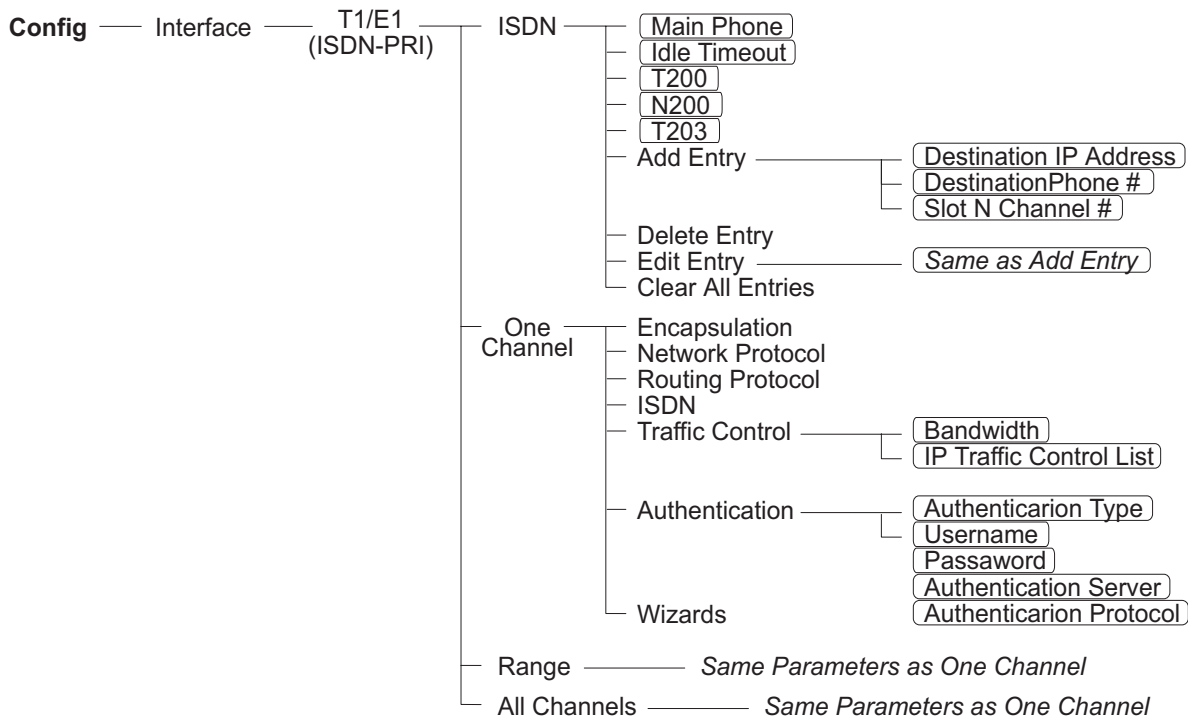 Config
Interface
T1/E1
(ISDN-PRI)
ISDN
Main Phone
Idle Timeout
T200
N200
T203
Add Entry
Destination IP Address
DestinationPhone #
Slot N Channel #
Delete Entry
Edit Entry
Same as Add Entry
Clear All Entries
One
Channel
Encapsulation
Network Protocol
Routing Protocol
ISDN
Traffic Control
Bandwidth
IP Traffic Control List
Authentication
Authenticarion Type
Username
Passaword
Authentication Server
Authenticarion Protocol
Wizards
Range
Same Parameters as One Channel
All Channels
Same Parameters as One Channel